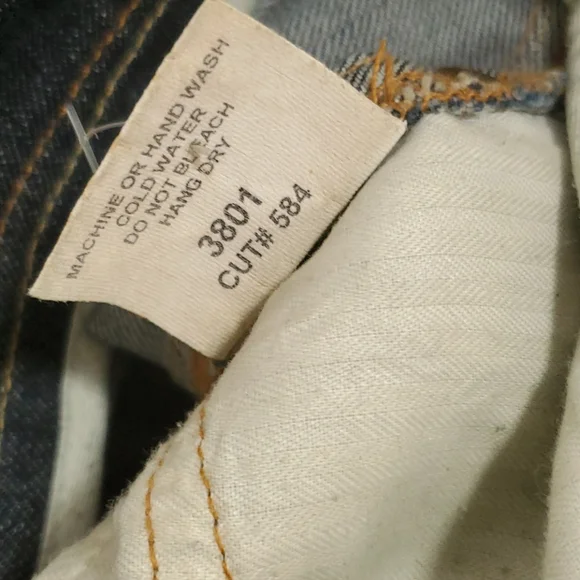 MACHINE OR HAND WASH
COLD WATER
DO NOT BLEACH
HANG DRY
3801
CUT# 584